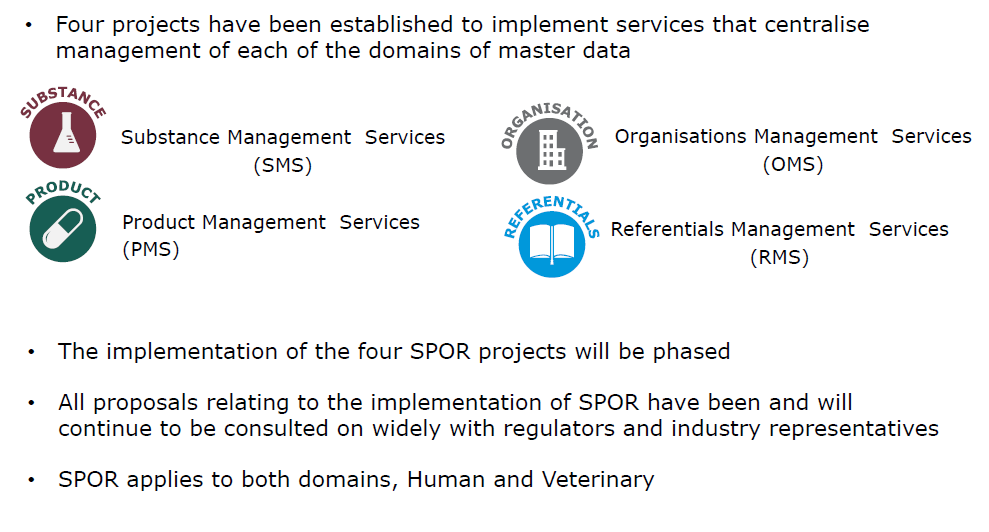 • Four projects have been established to implement services that centralise
management of each of the domains of master data
SUBSTANCE
Substance Management Services
(SMS)
ORGANISATION
Organisations Management Services
(OMS)
PRODUCT
Product Management Services
(PMS)
REFERENTIALS
Referentials Management Services
(RMS)
• The implementation of the four SPOR projects will be phased
• All proposals relating to the implementation of SPOR have been and will
continue to be consulted on widely with regulators and industry representatives
• SPOR applies to both domains, Human and Veterinary